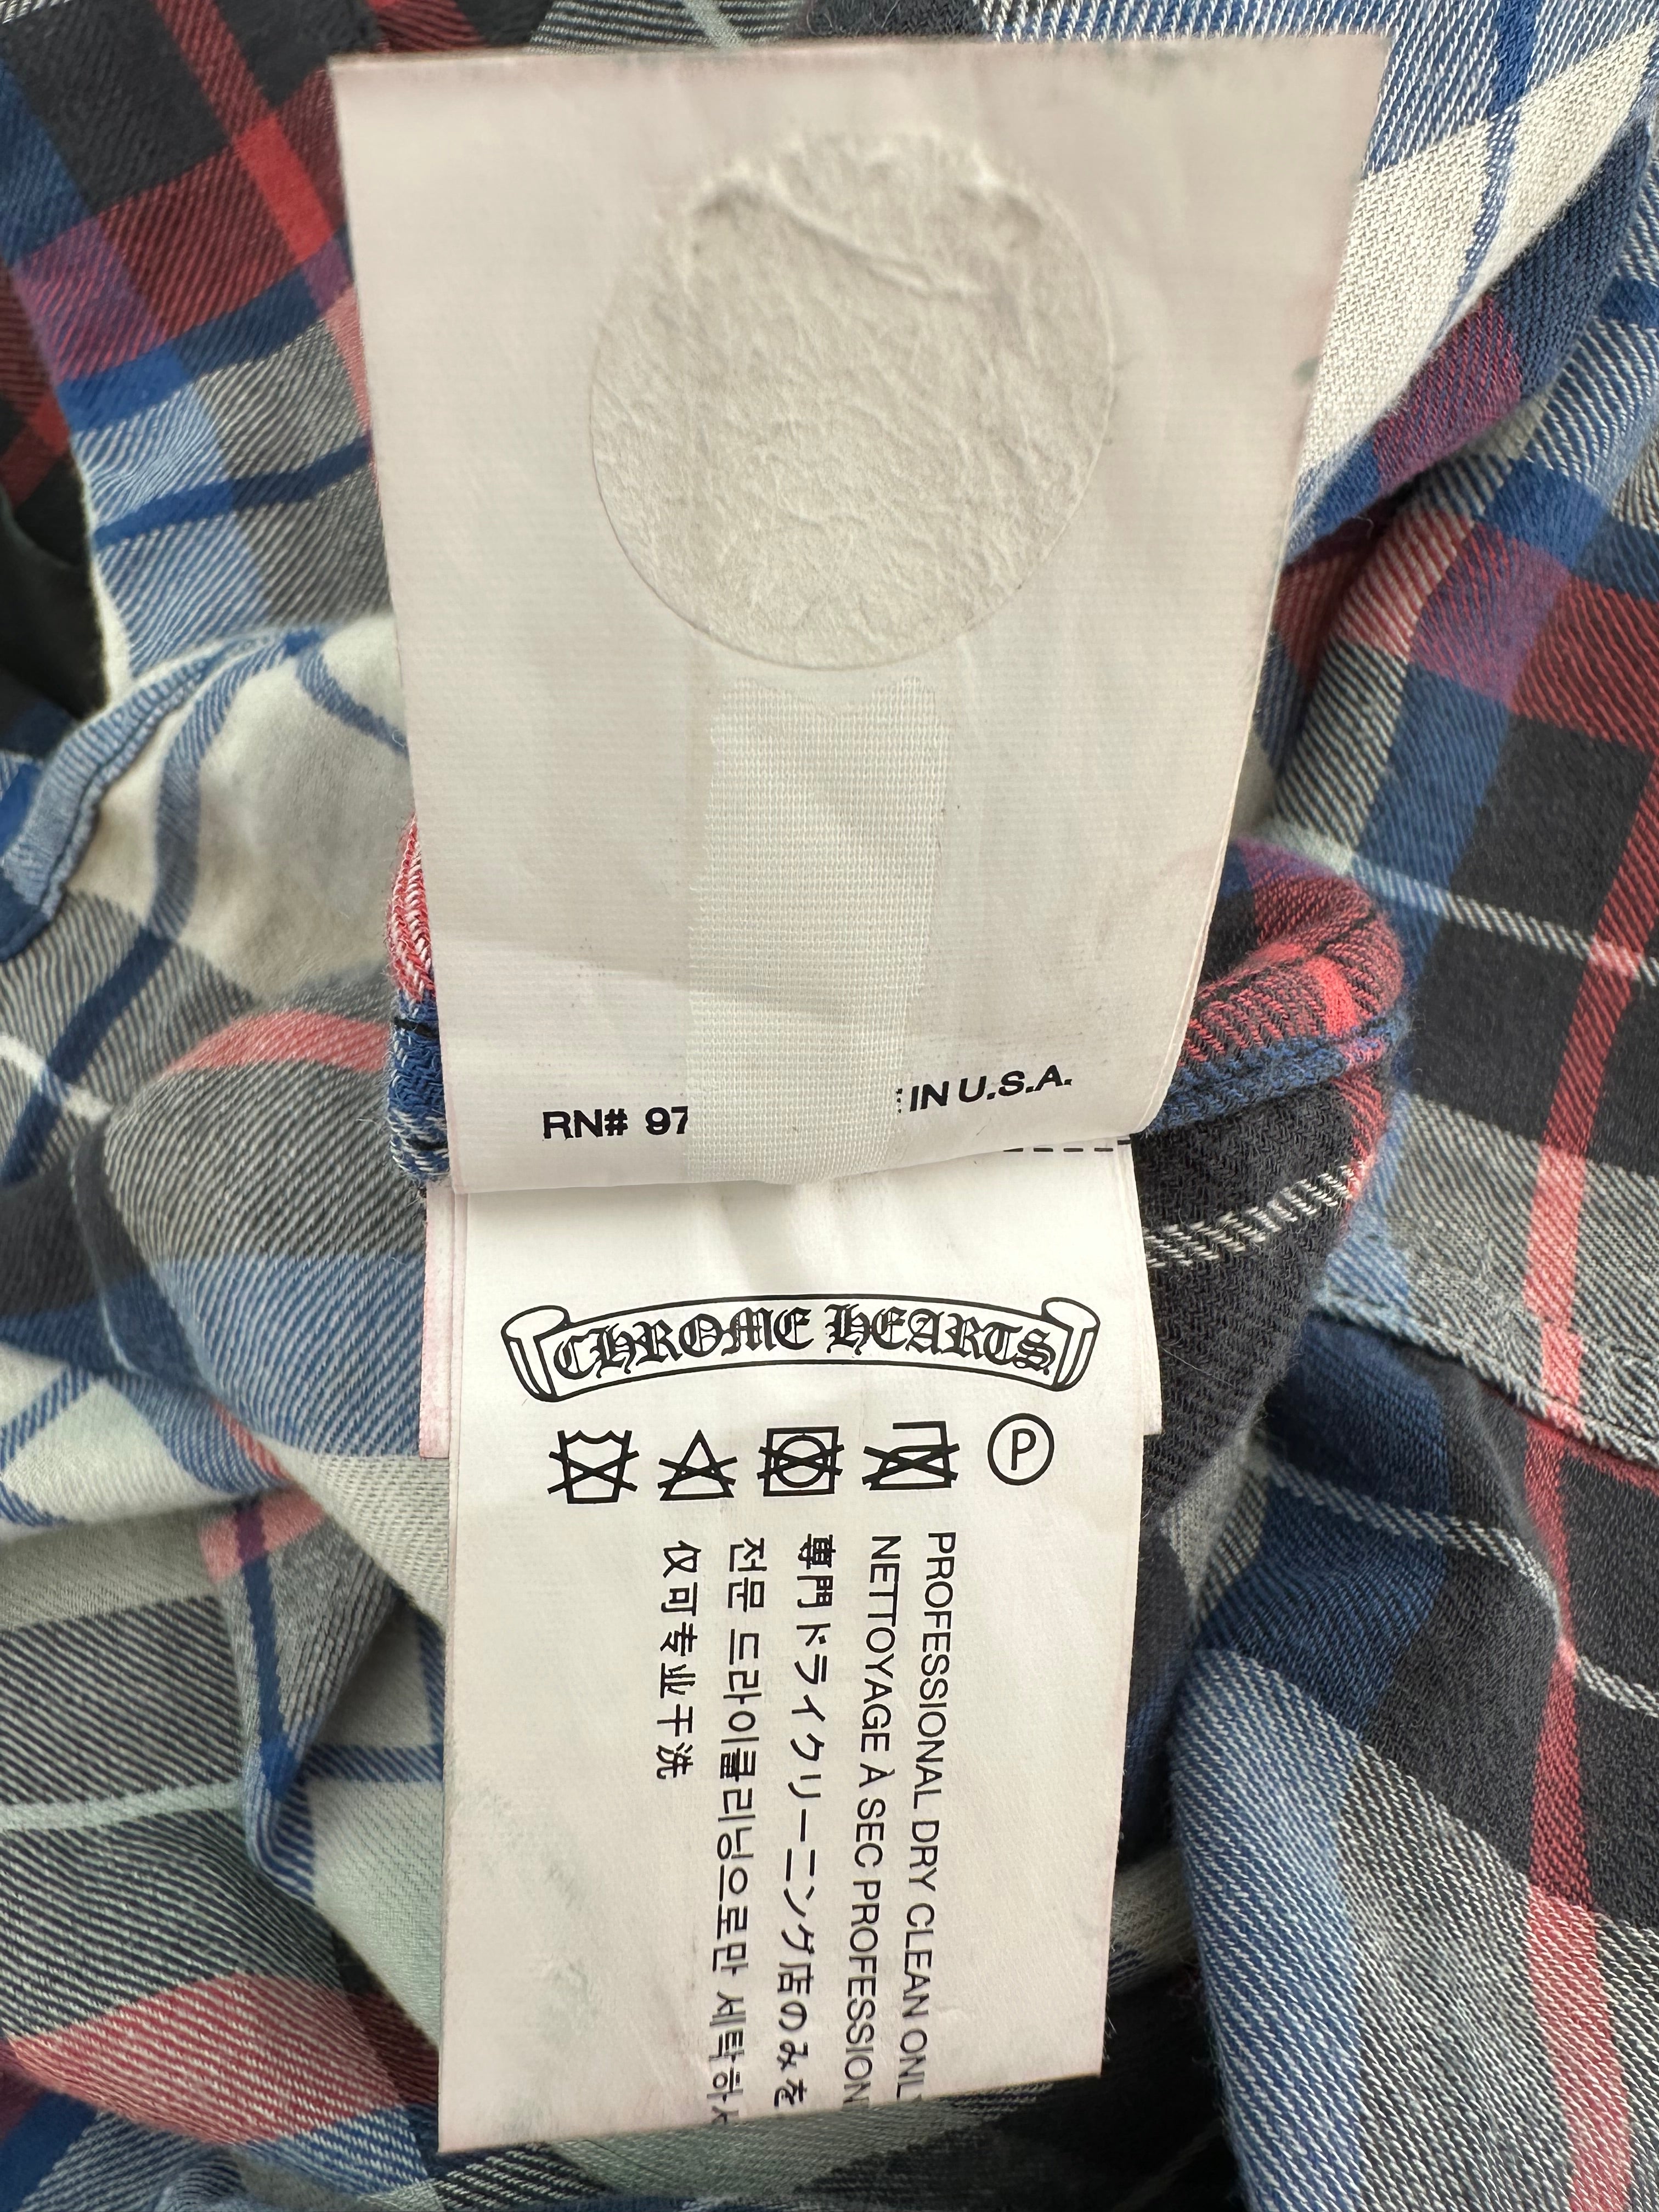 RN# 97
IN U.S.A.
CHROME HEARTS
P
PROFESSIONAL DRY CLEAN ONL
NETTOYAGE À SEC PROFESSION
専門ドライクリーニング店のみを
전문 드라이클리닝으로만 세탁하
仅可专业干洗